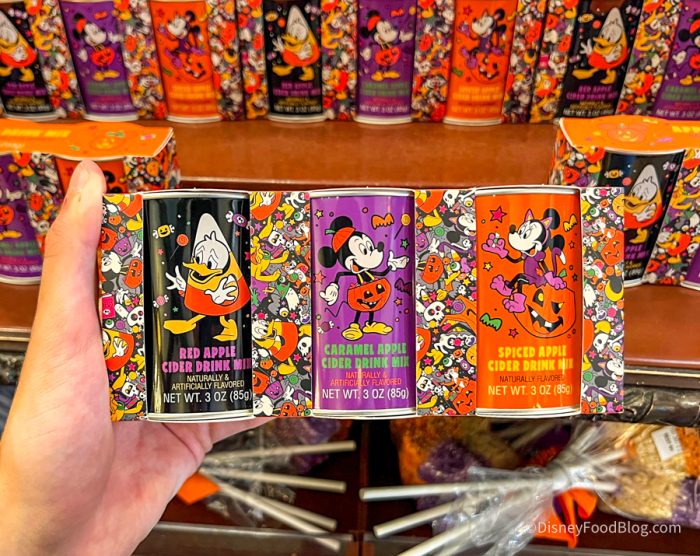 RED APPLE
CIDER DRINK MIX
NATURALLY &
ARTIFICIALLY FLAVORED
NET WT. 3 OZ (85g)
CARAMEL APPLE
CIDER DRINK MIX
NATURALLY &
ARTIFICIALLY FLAVORED
NET WT. 3 OZ (85g)
SPICED APPLE
CIDER DRINK MIX
NATURALLY FLAVORED
NET WT. 3 OZ (85g)
©DisneyFoodBlog.com